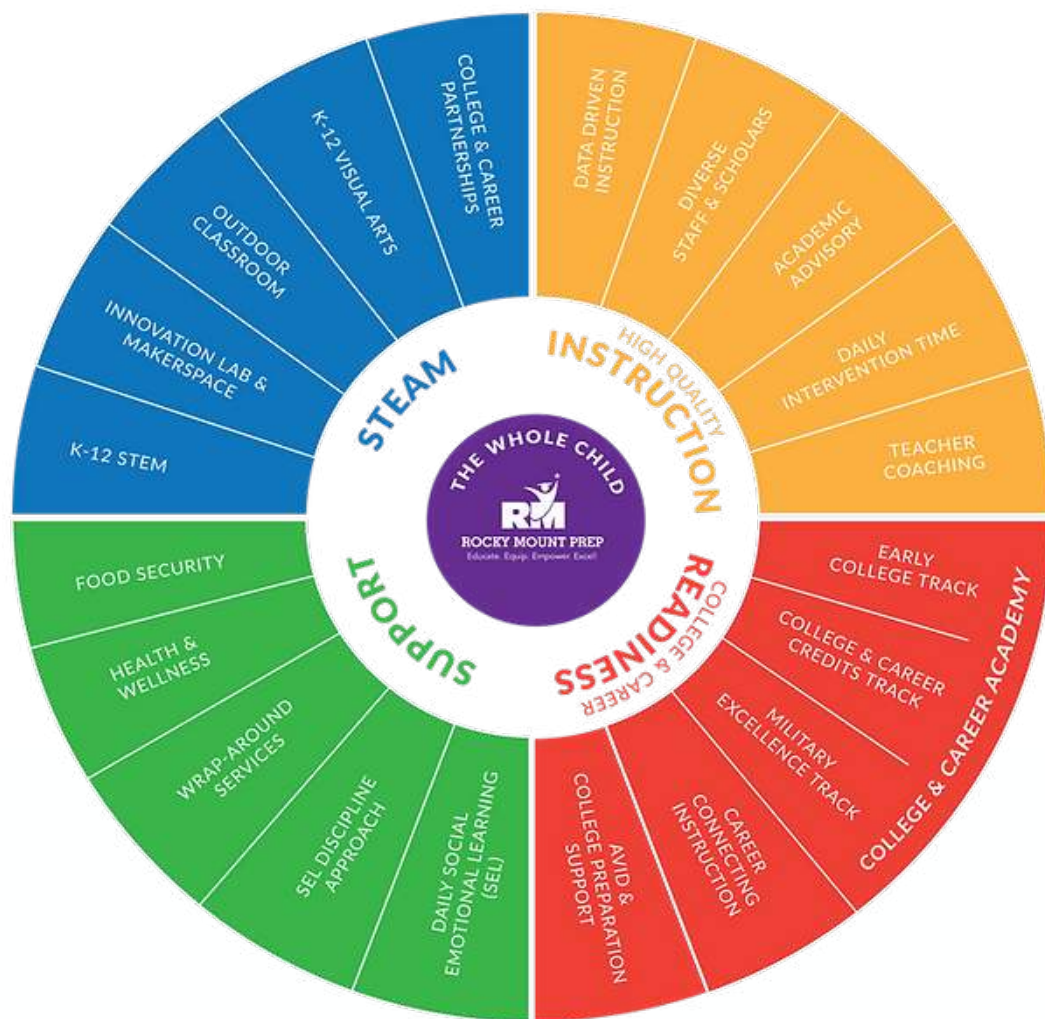 THE WHOLE CHILD
RM
ROCKY MOUNT PREP
Educate. Equip. Empower. Excel!
STEAM
K-12 STEM
INNOVATION LAB &
MAKERSPACE
OUTDOOR
CLASSROOM
K-12 VISUAL ARTS
COLLEGE & CAREER
PARTNERSHIPS
HIGH QUALITY
INSTRUCTION
DATA DRIVEN
INSTRUCTION
DIVERSE
STAFF & SCHOLARS
ACADEMIC
ADVISORY
DAILY
INTERVENTION TIME
TEACHER
COACHING
COLLEGE & CAREER
READINESS
EARLY
COLLEGE TRACK
COLLEGE & CAREER
CREDITS TRACK
MILITARY
EXCELLENCE TRACK
COLLEGE & CAREER ACADEMY
CAREER
CONNECTING
INSTRUCTION
AVID &
COLLEGE PREPARATION
SUPPORT
SUPPORT
DAILY SOCIAL
EMOTIONAL LEARNING
(SEL)
SEL DISCIPLINE
APPROACH
WRAP-AROUND
SERVICES
HEALTH &
WELLNESS
FOOD SECURITY